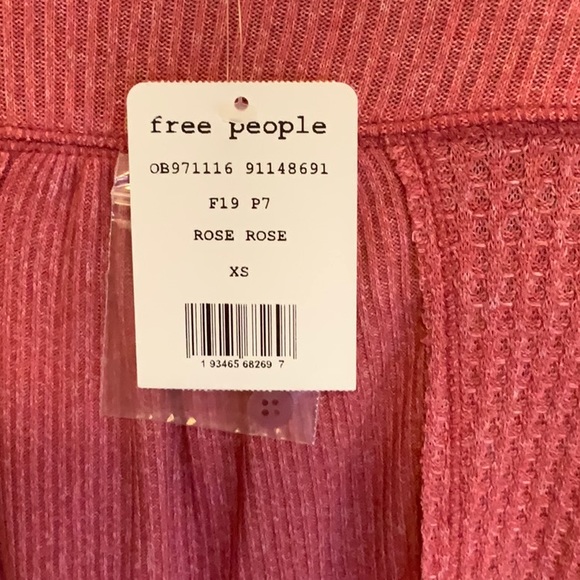 free people
OB971116 91148691
F19 P7
ROSE ROSE
XS
1 93465 68269 7